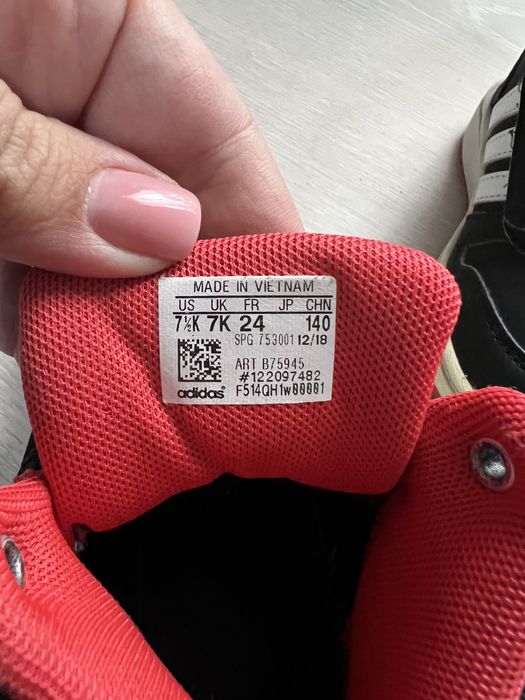 MADE IN VIETNAM
US UK FR JP CHN
7½K 7K 24 140
SPG 753001 12/18
ART B75945
#122097482
adidas F514QH1w00001